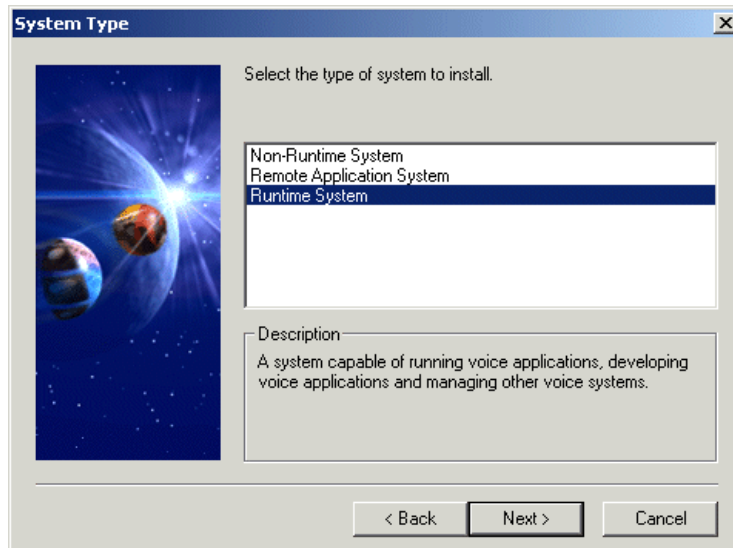 System Type
Select the type of system to install.
Non-Runtime System
Remote Application System
Runtime System
Description
A system capable of running voice applications, developing
voice applications and managing other voice systems.
< Back
Next >
Cancel